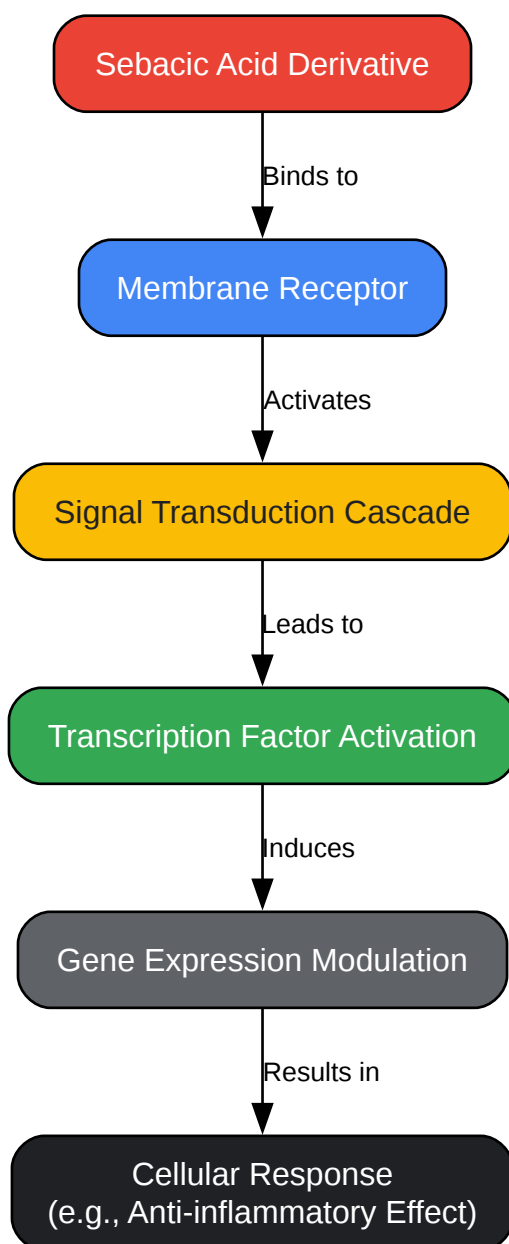 Sebacic Acid Derivative
Binds to
Membrane Receptor
Activates
Signal Transduction Cascade
Leads to
Transcription Factor Activation
Induces
Gene Expression Modulation
Results in
Cellular Response
(e.g., Anti-inflammatory Effect)